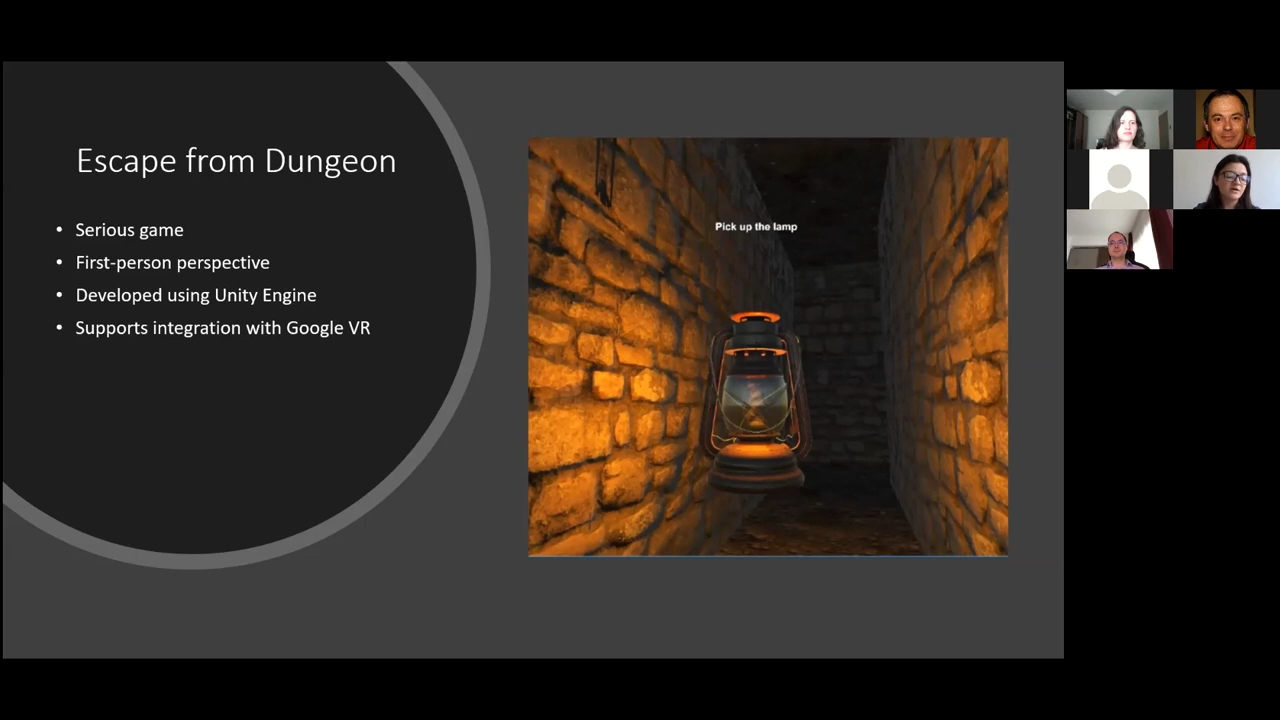 Escape from Dungeon
• Serious game
• First-person perspective
• Developed using Unity Engine
• Supports integration with Google VR
Pick up the lamp